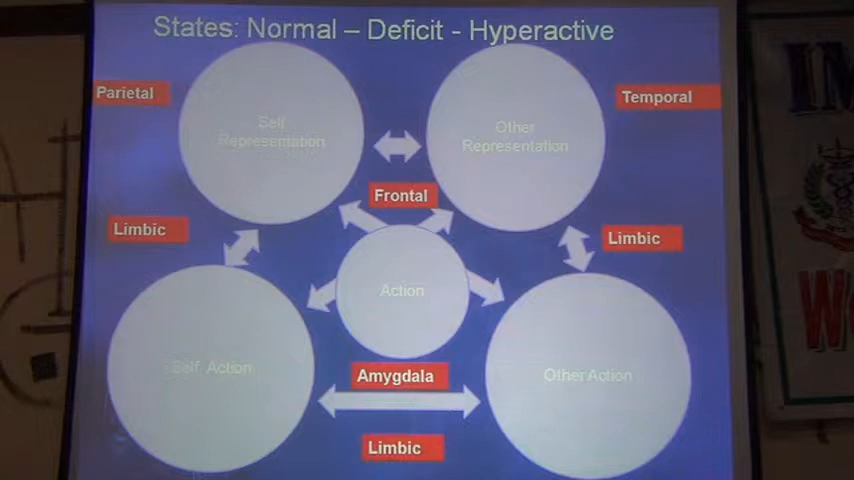 States: Normal – Deficit - Hyperactive
Parietal
Temporal
Self
Representation
Other
Representation
Frontal
Limbic
Limbic
Action
Self Action
Other Action
Amygdala
Limbic